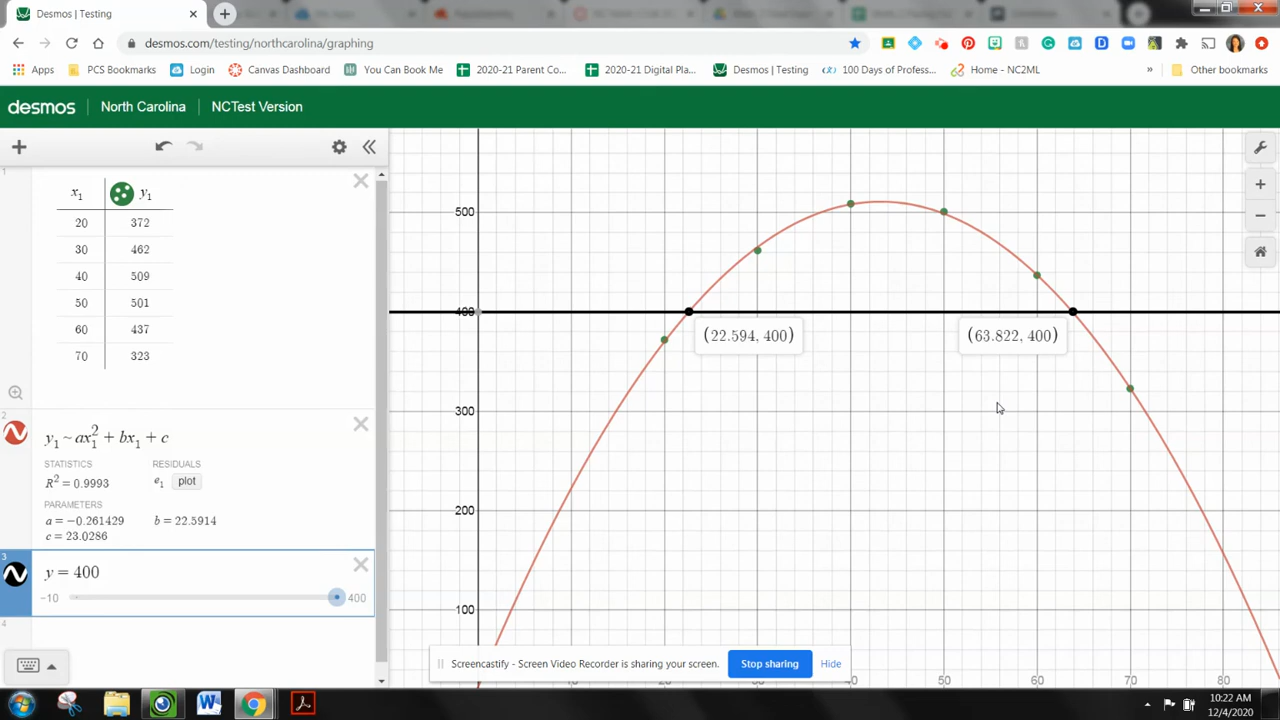 Desmos | Testing
desmos.com/testing/northcarolina/graphing
Apps PCS Bookmarks Login Canvas Dashboard You Can Book Me 2020-21 Parent Co... 2020-21 Digital Pla... Desmos | Testing 100 Days of Profess... Home - NC2ML » Other bookmarks
desmos North Carolina NCTest Version
1
x₁ y₁
20 372
30 462
40 509
50 501
60 437
70 323
2
y₁ ~ ax₁² + bx₁ + c
STATISTICS RESIDUALS
R² = 0.9993 e₁ plot
PARAMETERS
a = −0.261429 b = 22.5914
c = 23.0286
3
y = 400
-10 400
4
500
400
300
200
100
(22.594, 400) (63.822, 400)
50 60 70 80
Screencastify - Screen Video Recorder is sharing your screen. Stop sharing Hide
10:22 AM
12/4/2020